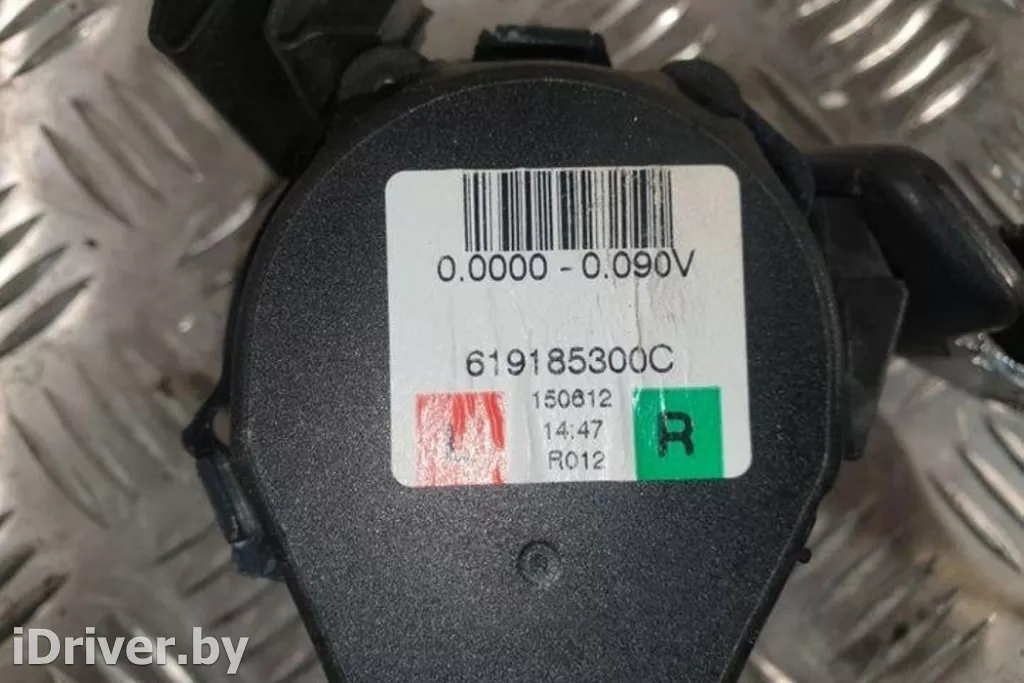 0.0000 - 0.090V
619185300C
150612
L 14:47 R
R012
iDriver.by